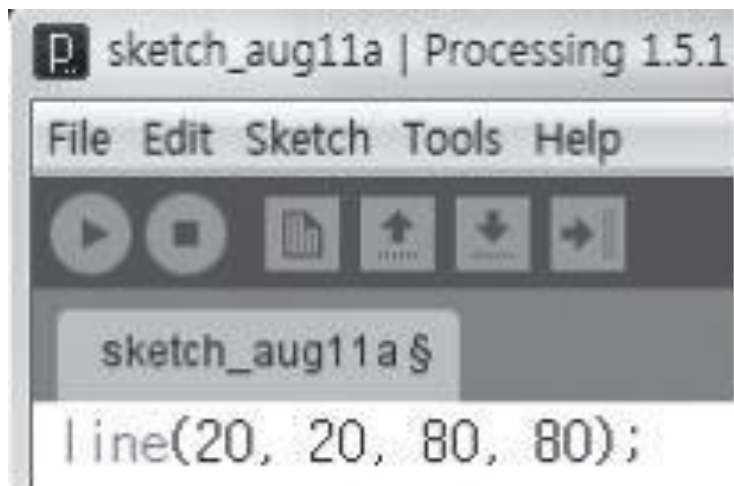 sketch_aug11a | Processing 1.5.1
File Edit Sketch Tools Help
sketch_aug11a §
line(20, 20, 80, 80);